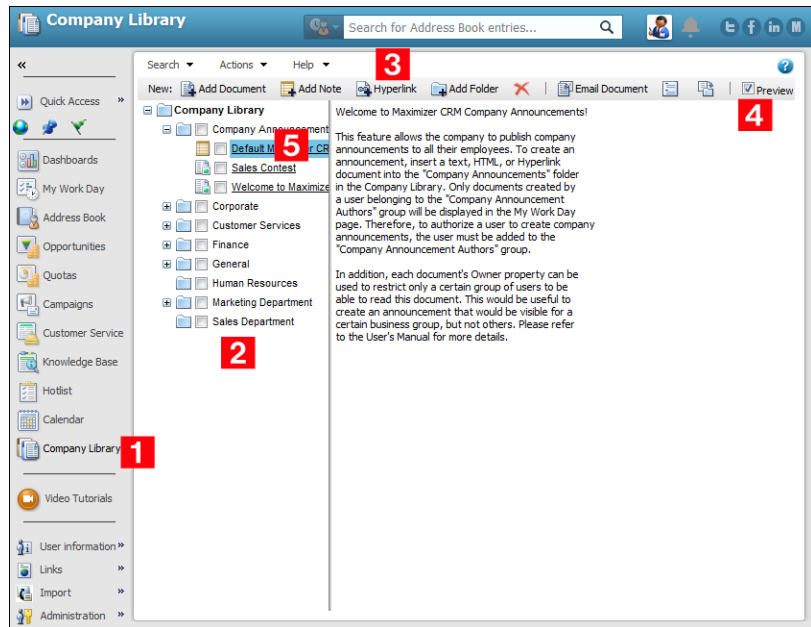 Company Library
Search for Address Book entries...
t f in M
«
Quick Access »
Dashboards
My Work Day
Address Book
Opportunities
Quotas
Campaigns
Customer Service
Knowledge Base
Hotlist
Calendar
Company Library
1
Video Tutorials
User information »
Links »
Import »
Administration »
Search Actions Help
3
?
New: Add Document Add Note Hyperlink Add Folder Email Document Preview
4
Company Library
Company Announcement
5
Default M zer CR
Sales Contest
Welcome to Maximize
Corporate
Customer Services
Finance
General
Human Resources
Marketing Department
Sales Department
2
Welcome to Maximizer CRM Company Announcements!
This feature allows the company to publish company
announcements to all their employees. To create an
announcement, insert a text, HTML, or Hyperlink
document into the "Company Announcements" folder
in the Company Library. Only documents created by
a user belonging to the "Company Announcement
Authors" group will be displayed in the My Work Day
page. Therefore, to authorize a user to create company
announcements, the user must be added to the
"Company Announcement Authors" group.
In addition, each document's Owner property can be
used to restrict only a certain group of users to be
able to read this document. This would be useful to
create an announcement that would be visible for a
certain business group, but not others. Please refer
to the User's Manual for more details.